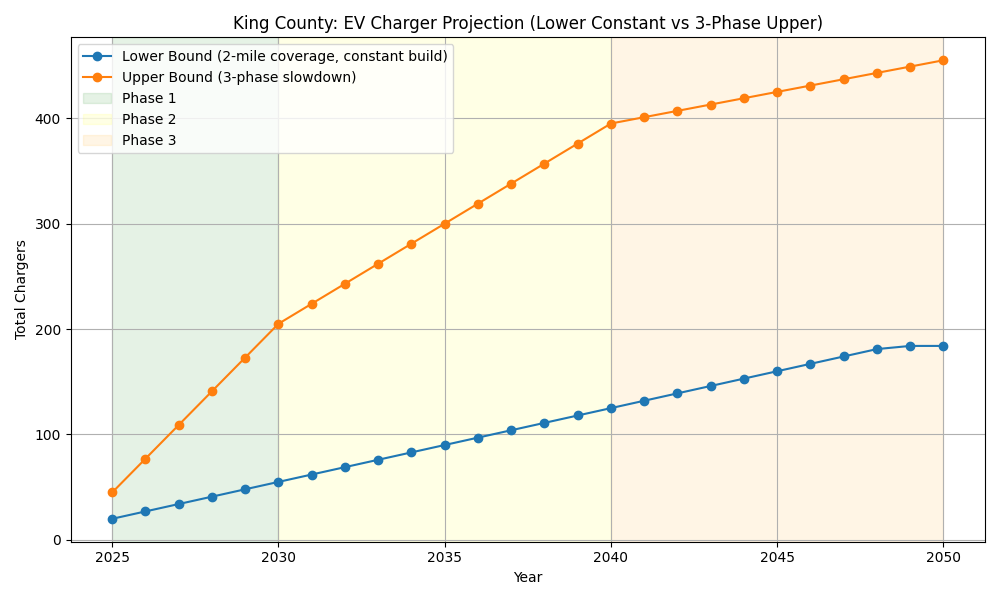 King County: EV Charger Projection (Lower Constant vs 3-Phase Upper)
Lower Bound (2-mile coverage, constant build)
Upper Bound (3-phase slowdown)
Phase 1
Phase 2
Phase 3
Total Chargers
400
300
200
100
0
2025
2030
2035
2040
2045
2050
Year